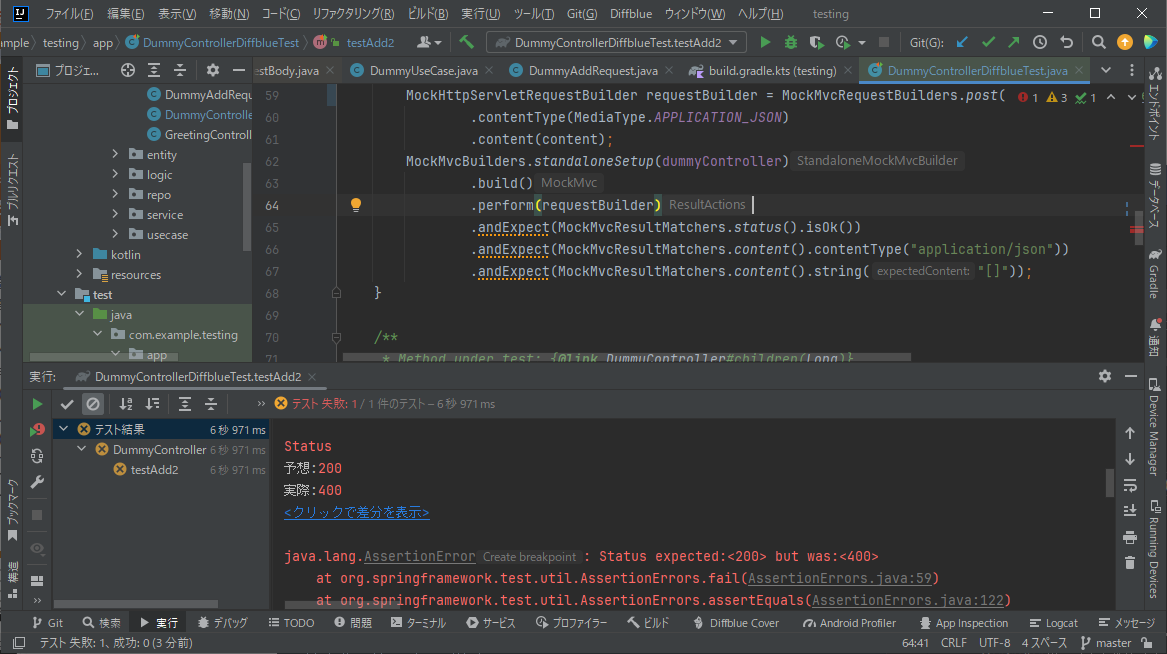 ファイル(F) 編集(E) 表示(V) 移動(N) コード(C) リファクタリング(R) ビルド(B) 実行(U) ツール(T) Git(G) Diffblue ウィンドウ(W) ヘルプ(H) testing
ample testing app DummyControllerDiffblueTest testAdd2 DummyControllerDiffblueTest.testAdd2 Git(G):
プロジェ... estBody.java DummyUseCase.java DummyAddRequest.java build.gradle.kts (testing) DummyControllerDiffblueTest.java
プロジェクト
プルリクエスト
ブックマーク
構造
DummyAddRequ
DummyControlle
GreetingControll
entity
logic
repo
service
usecase
kotlin
resources
test
java
com.example.testing
app
59 MockHttpServletRequestBuilder requestBuilder = MockMvcRequestBuilders.post( 1 3 1
60 .contentType(MediaType.APPLICATION_JSON)
61 .content(content);
62 MockMvcBuilders.standaloneSetup(dummyController) StandaloneMockMvcBuilder
63 .build() MockMvc
64 .perform(requestBuilder) ResultActions
65 .andExpect(MockMvcResultMatchers.status().isOk())
66 .andExpect(MockMvcResultMatchers.content().contentType("application/json"))
67 .andExpect(MockMvcResultMatchers.content().string( expectedContent: "[]"));
68 }
69
70 /**
71 * Method under test: {@link DummyController#children(Long)}
エンドポイント
データベース
Gradle
通知
Device Manager
Running Devices
実行: DummyControllerDiffblueTest.testAdd2
テスト失敗: 1 / 1 件のテスト – 6 秒 971 ms
テスト結果 6 秒 971 ms
DummyController 6 秒 971 ms
testAdd2 6 秒 971 ms
Status
予想:200
実際:400
<クリックで差分を表示>
java.lang.AssertionError Create breakpoint : Status expected:<200> but was:<400>
at org.springframework.test.util.AssertionErrors.fail(AssertionErrors.java:59)
at org.springframework.test.util.AssertionErrors.assertEquals(AssertionErrors.java:122)
Git 検索 実行 デバッグ TODO 問題 ターミナル サービス プロファイラー ビルド Diffblue Cover Android Profiler App Inspection Logcat メッセージ
テスト 失敗: 1、成功: 0 (3 分前) 64:41 CRLF UTF-8 4 スペース master